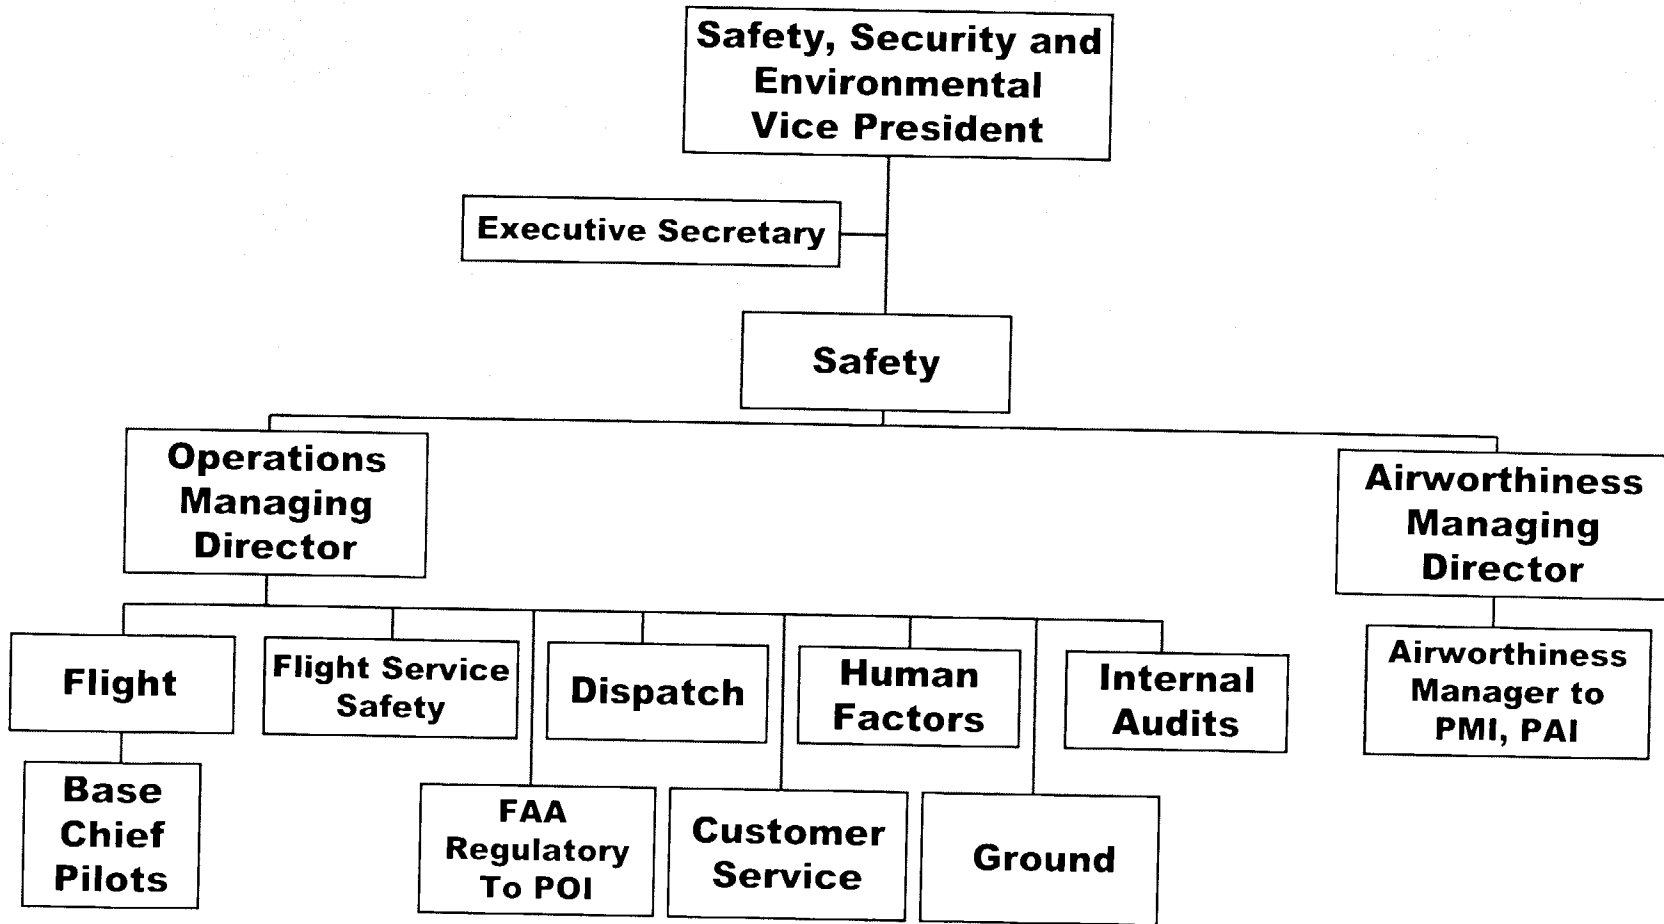 Safety, Security and
Environmental
Vice President
Executive Secretary
Safety
Operations
Managing
Director
Airworthiness
Managing
Director
Flight
Flight Service
Safety
Dispatch
Human
Factors
Internal
Audits
Airworthiness
Manager to
PMI, PAI
Base
Chief
Pilots
FAA
Regulatory
To POI
Customer
Service
Ground